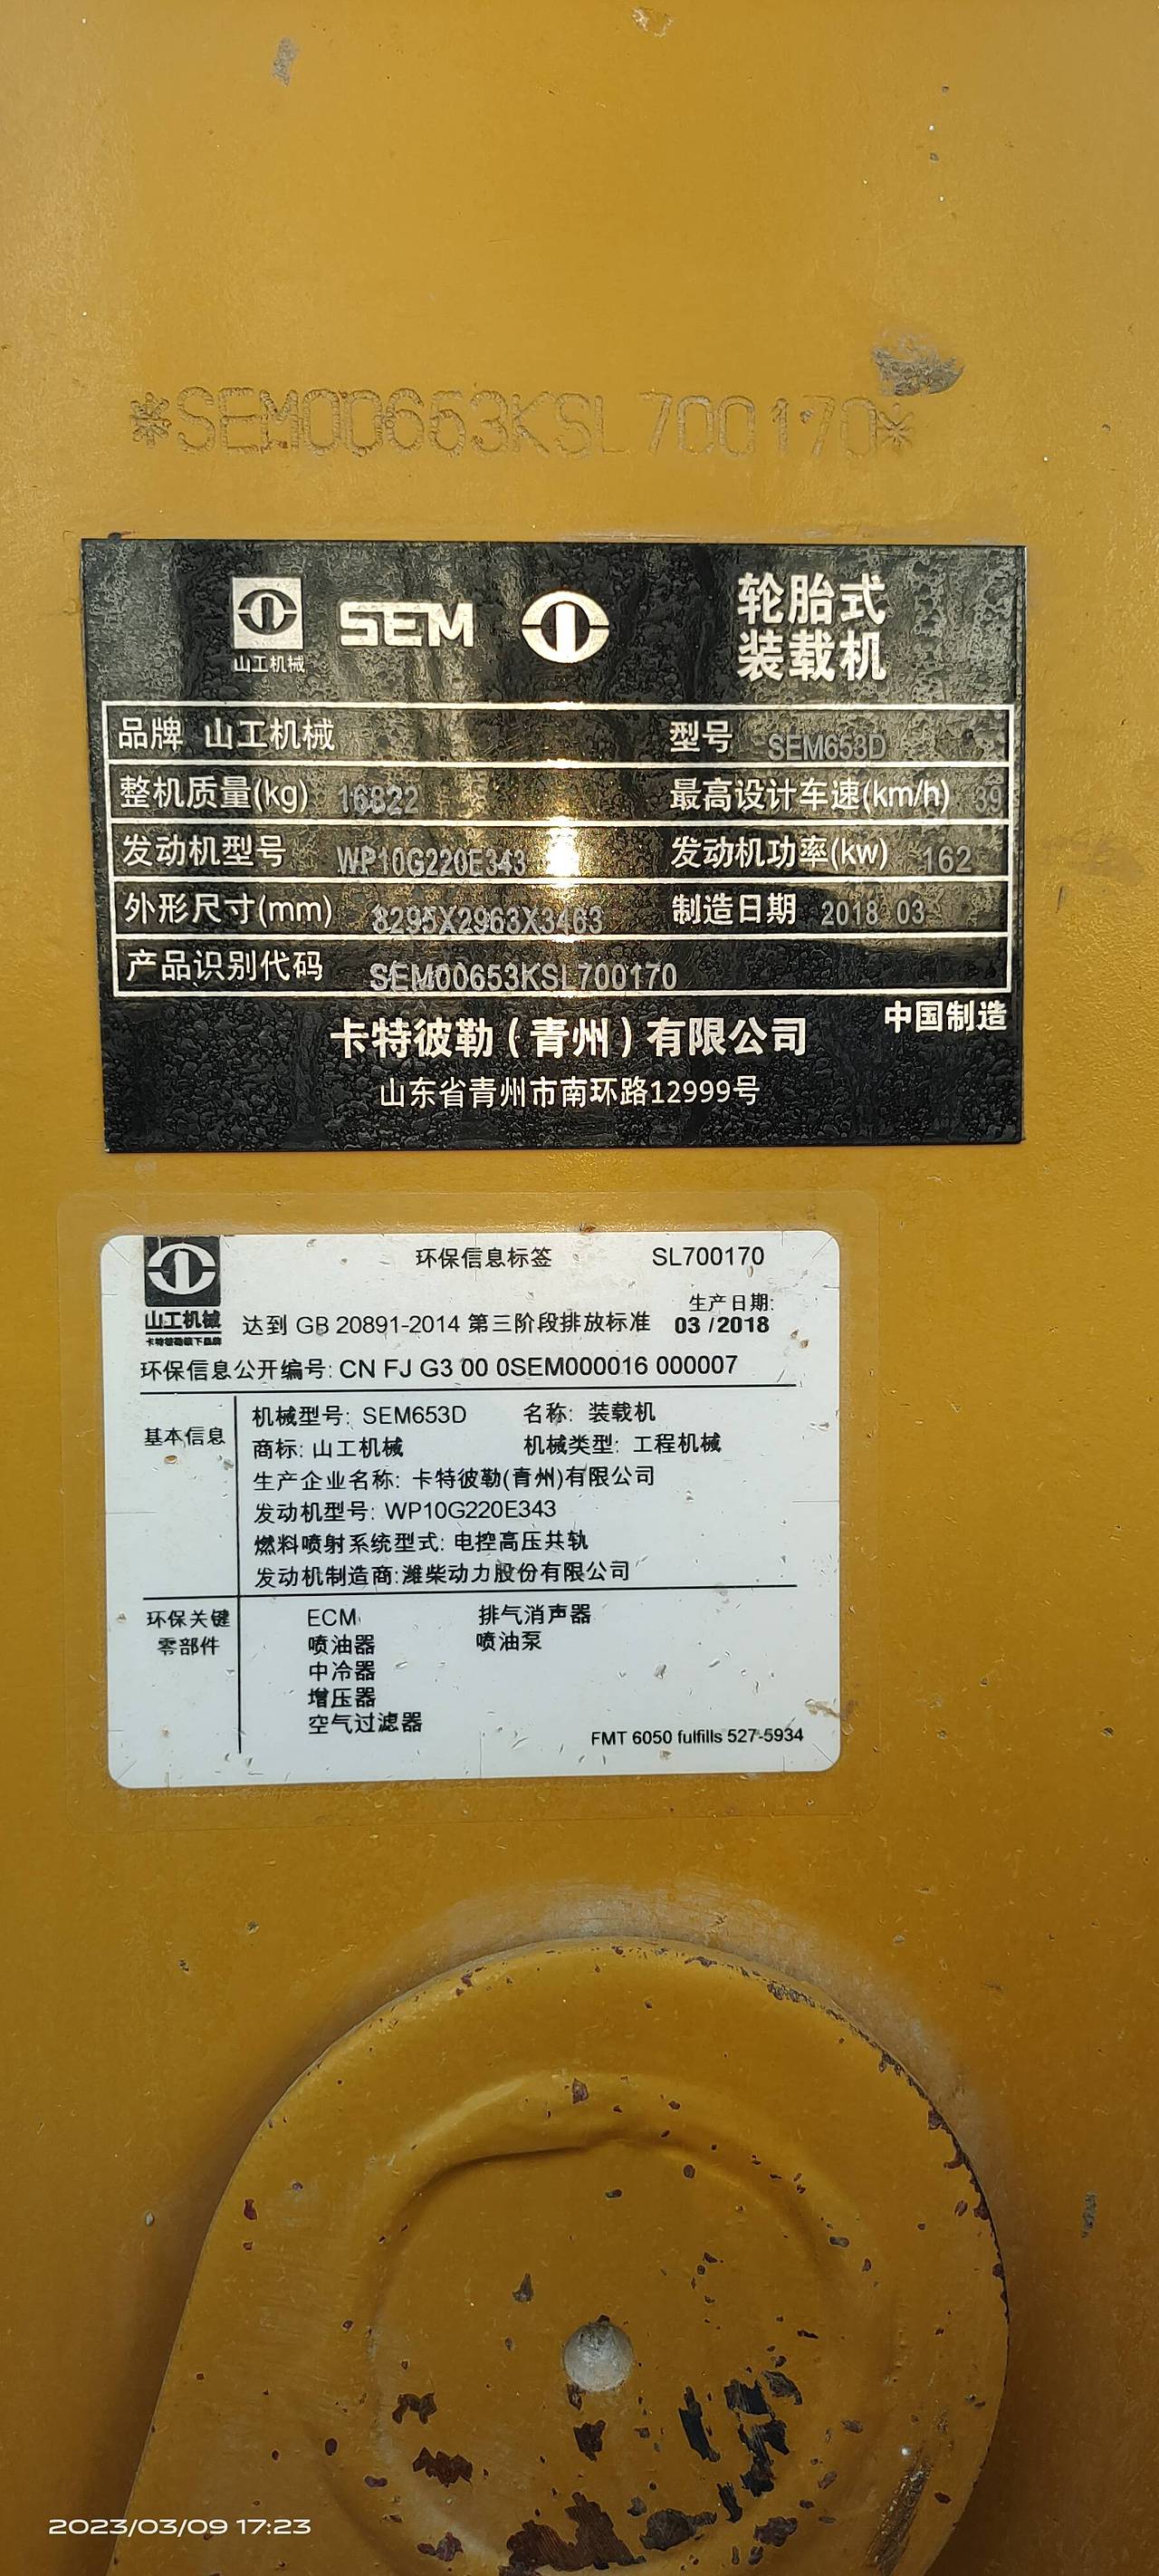 *SEM00653KSL700170*
山工机械 SEM
轮胎式
装载机
品牌 山工机械 型号 SEM653D
整机质量(kg) 16822 最高设计车速(km/h) 39
发动机型号 WP10G220E343 发动机功率(kw) 162
外形尺寸(mm) 8295X2963X3463 制造日期 2018 03
产品识别代码 SEM00653KSL700170
中国制造
卡特彼勒(青州)有限公司
山东省青州市南环路12999号
环保信息标签 SL700170
山工机械
卡特彼勒旗下品牌
生产日期:
达到 GB 20891-2014 第三阶段排放标准 03 /2018
环保信息公开编号: CN FJ G3 00 0SEM000016 000007
基本信息
机械型号: SEM653D 名称: 装载机
商标: 山工机械 机械类型: 工程机械
生产企业名称: 卡特彼勒(青州)有限公司
发动机型号: WP10G220E343
燃料喷射系统型式: 电控高压共轨
发动机制造商:潍柴动力股份有限公司
环保关键
零部件
ECM 排气消声器
喷油器 喷油泵
中冷器
增压器
空气过滤器
FMT 6050 fulfills 527-5934
2023/03/09 17:23